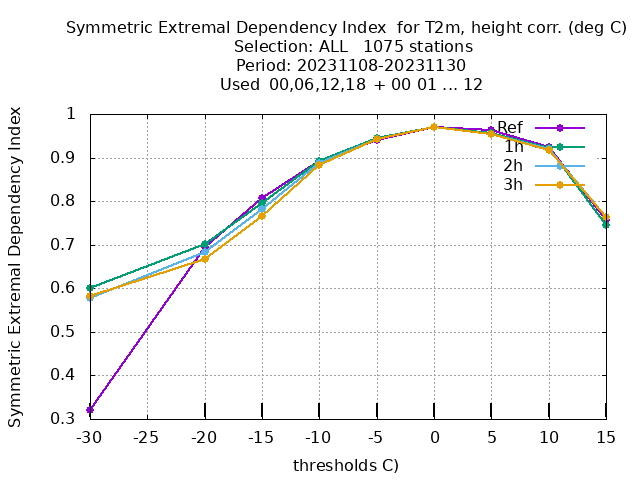 Symmetric Extremal Dependency Index  for T2m, height corr. (deg C)
Selection: ALL   1075 stations
Period: 20231108-20231130
Used  00,06,12,18  + 00 01 ... 12
Symmetric Extremal Dependency Index
1
0.9
0.8
0.7
0.6
0.5
0.4
0.3
Ref
1h
2h
3h
-30 -25 -20 -15 -10 -5 0 5 10 15
thresholds C)